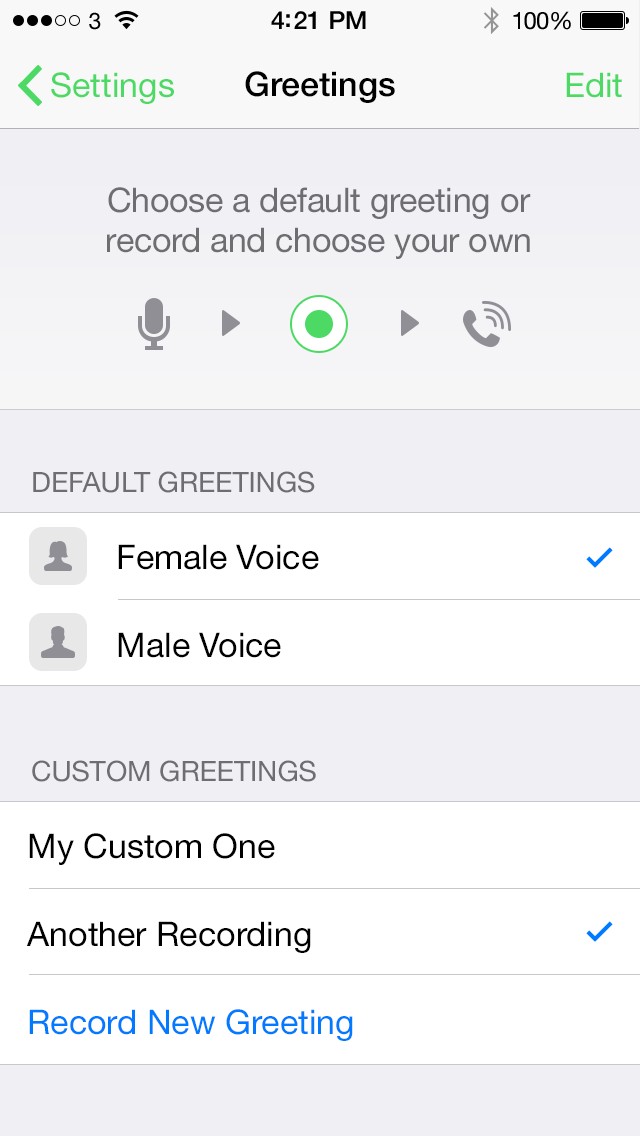 3 4:21 PM 100%
Settings Greetings Edit
Choose a default greeting or
record and choose your own
DEFAULT GREETINGS
Female Voice
Male Voice
CUSTOM GREETINGS
My Custom One
Another Recording
Record New Greeting